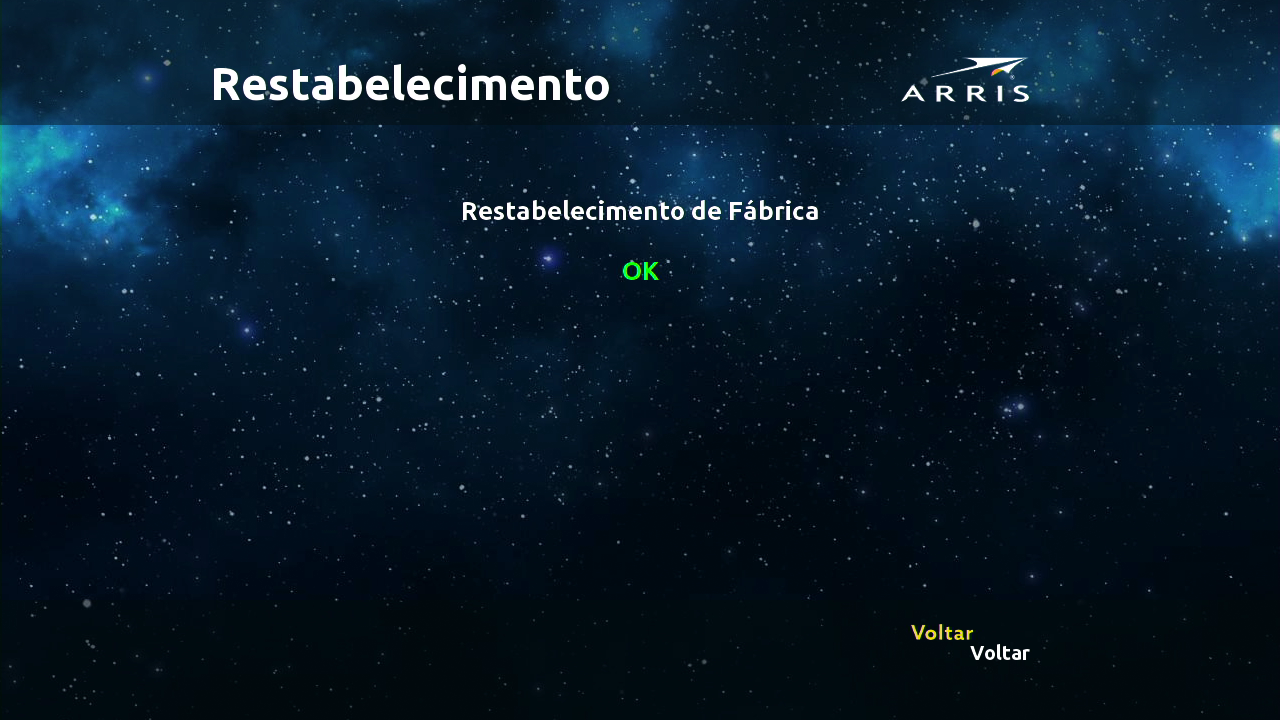 Restabelecimento
ARRIS
Restabelecimento de Fábrica
OK
Voltar
Voltar